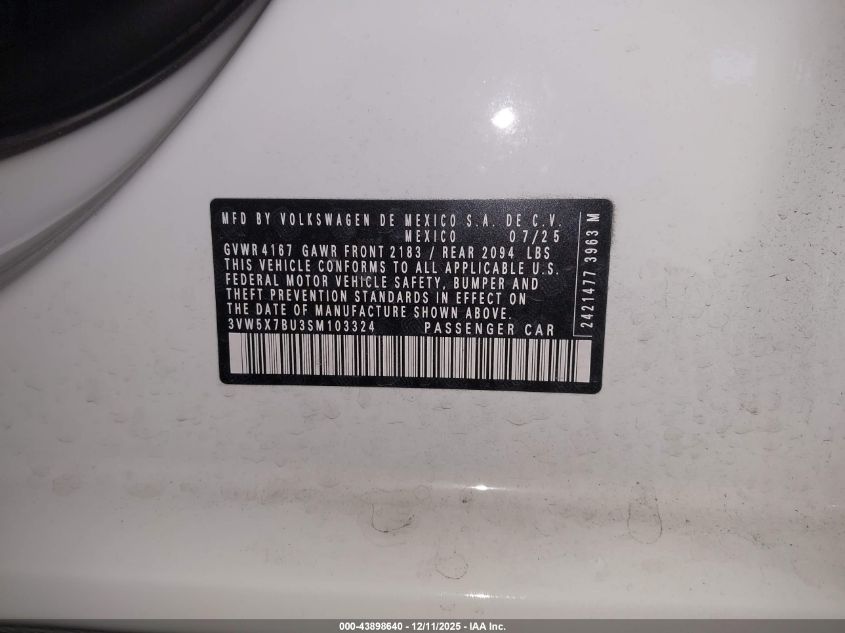 MFD BY VOLKSWAGEN DE MEXICO S.A. DE C.V.
MEXICO 07/25
GVWR 4167 GAWR FRONT 2183 / REAR 2094 LBS
THIS VEHICLE CONFORMS TO ALL APPLICABLE U.S.
FEDERAL MOTOR VEHICLE SAFETY, BUMPER AND
THEFT PREVENTION STANDARDS IN EFFECT ON
THE DATE OF MANUFACTURE SHOWN ABOVE.
3VW5X7BU3SM103324 PASSENGER CAR
2421477 3963 M
000-43898640 - 12/11/2025 - IAA Inc.